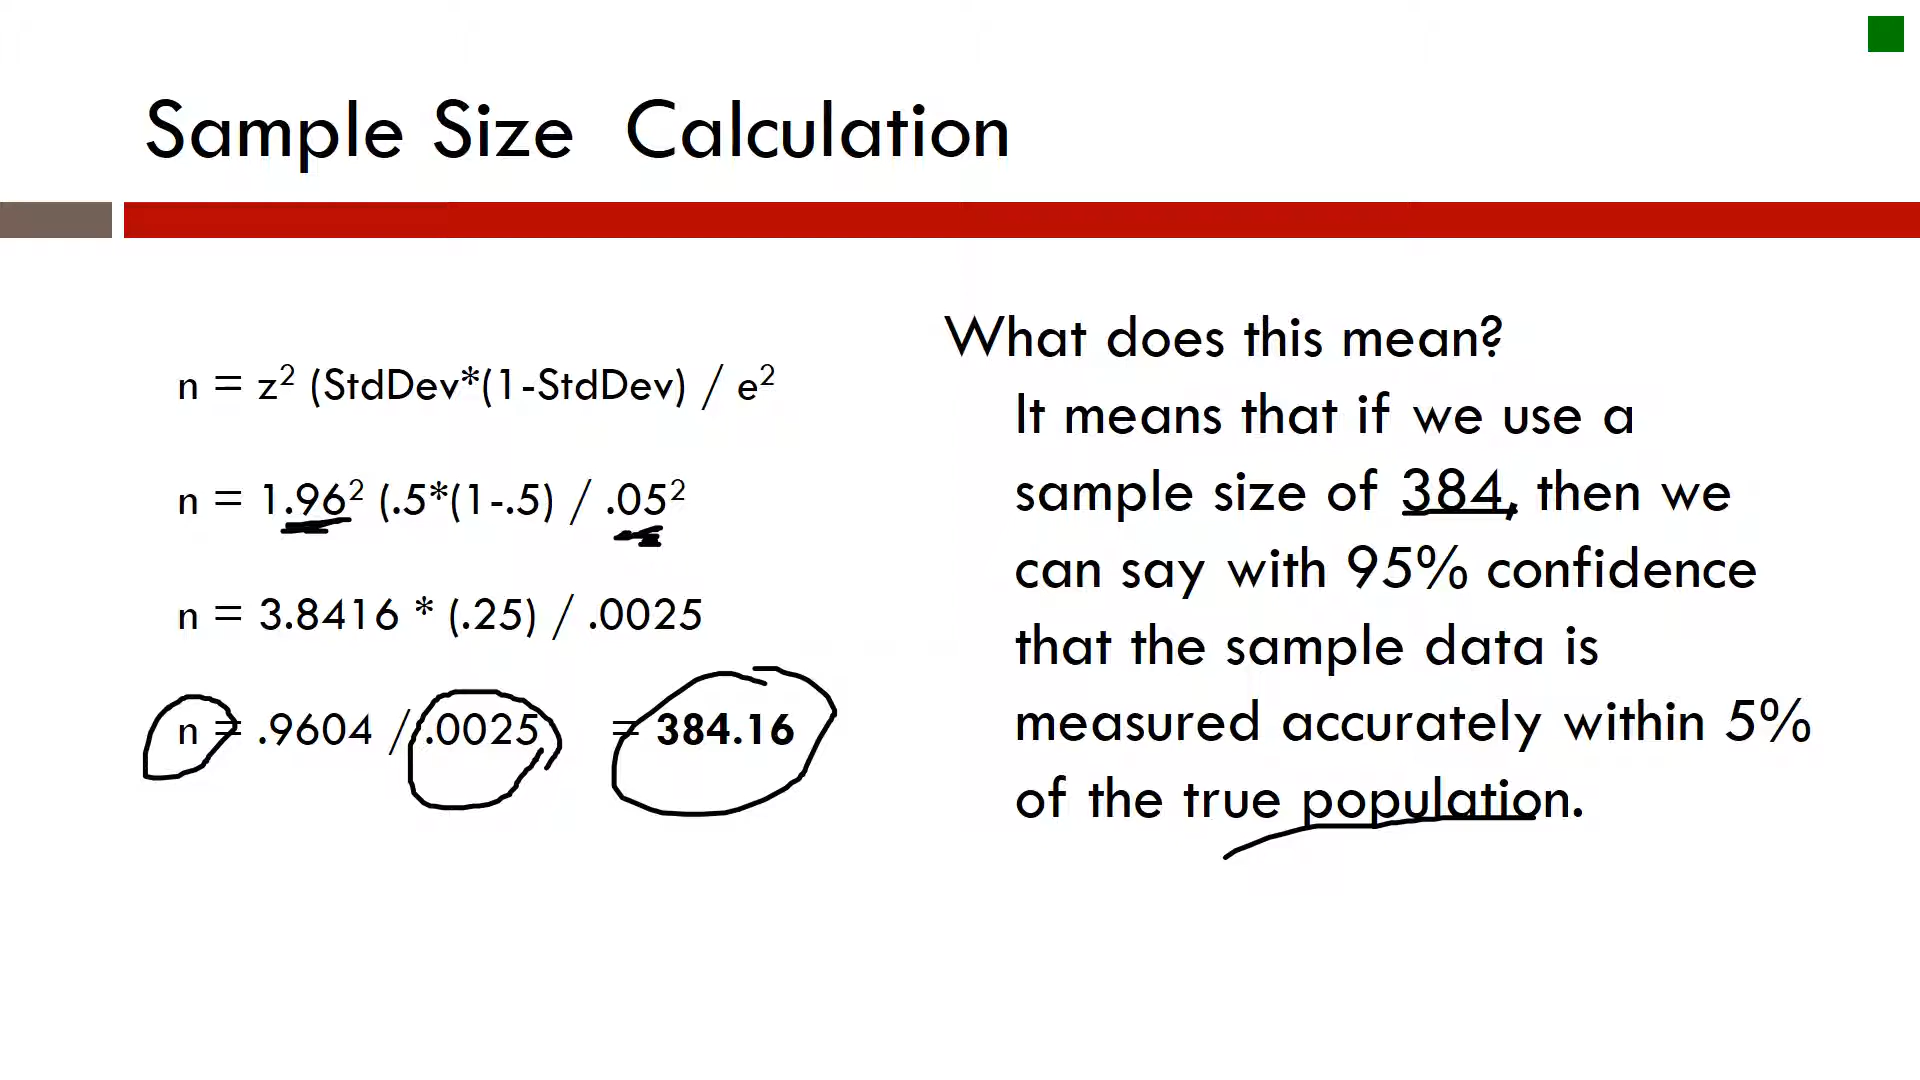 Sample Size Calculation
n = z² (StdDev*(1-StdDev) / e²
n = 1.96² (.5*(1-.5) / .05²
n = 3.8416 * (.25) / .0025
n = .9604 / .0025 = 384.16
What does this mean?
It means that if we use a
sample size of 384, then we
can say with 95% confidence
that the sample data is
measured accurately within 5%
of the true population.